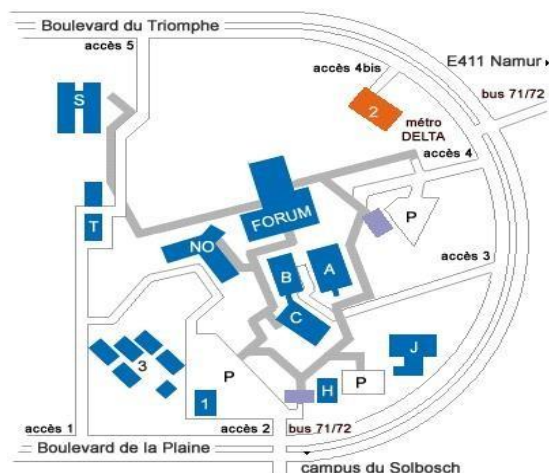 Boulevard du Triomphe
accès 5
E411 Namur
accès 4bis
bus 71/72
S
2
métro
DELTA
accès 4
T
FORUM
P
NO
accès 3
B
A
C
J
3
P
P
1
H
accès 1
accès 2
bus 71/72
Boulevard de la Plaine
campus du Solbosch